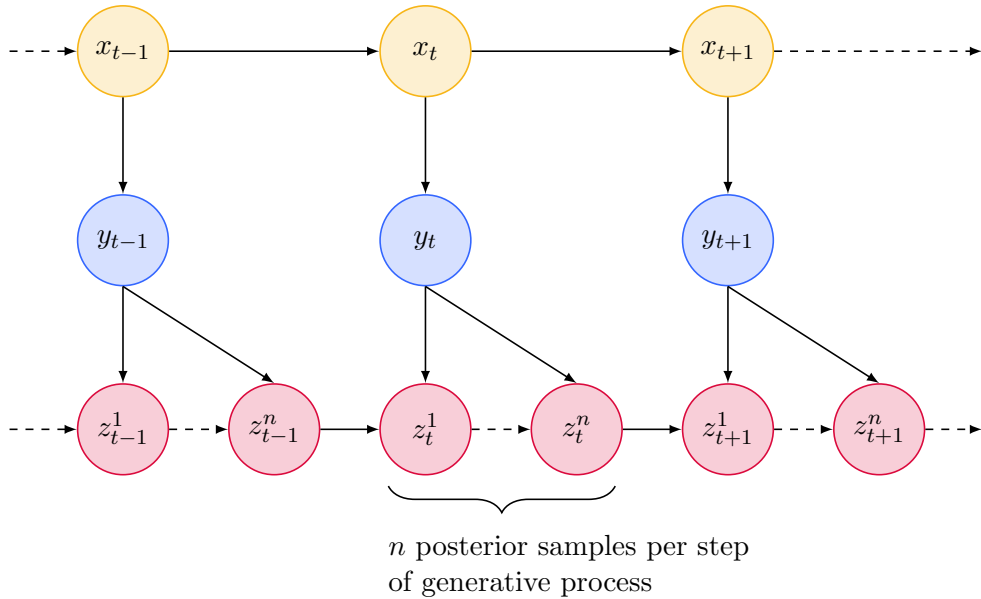 x_{t−1} x_t x_{t+1}
y_{t−1} y_t y_{t+1}
z^1_{t−1} z^n_{t−1} z^1_t z^n_t z^1_{t+1} z^n_{t+1}
n posterior samples per step
of generative process